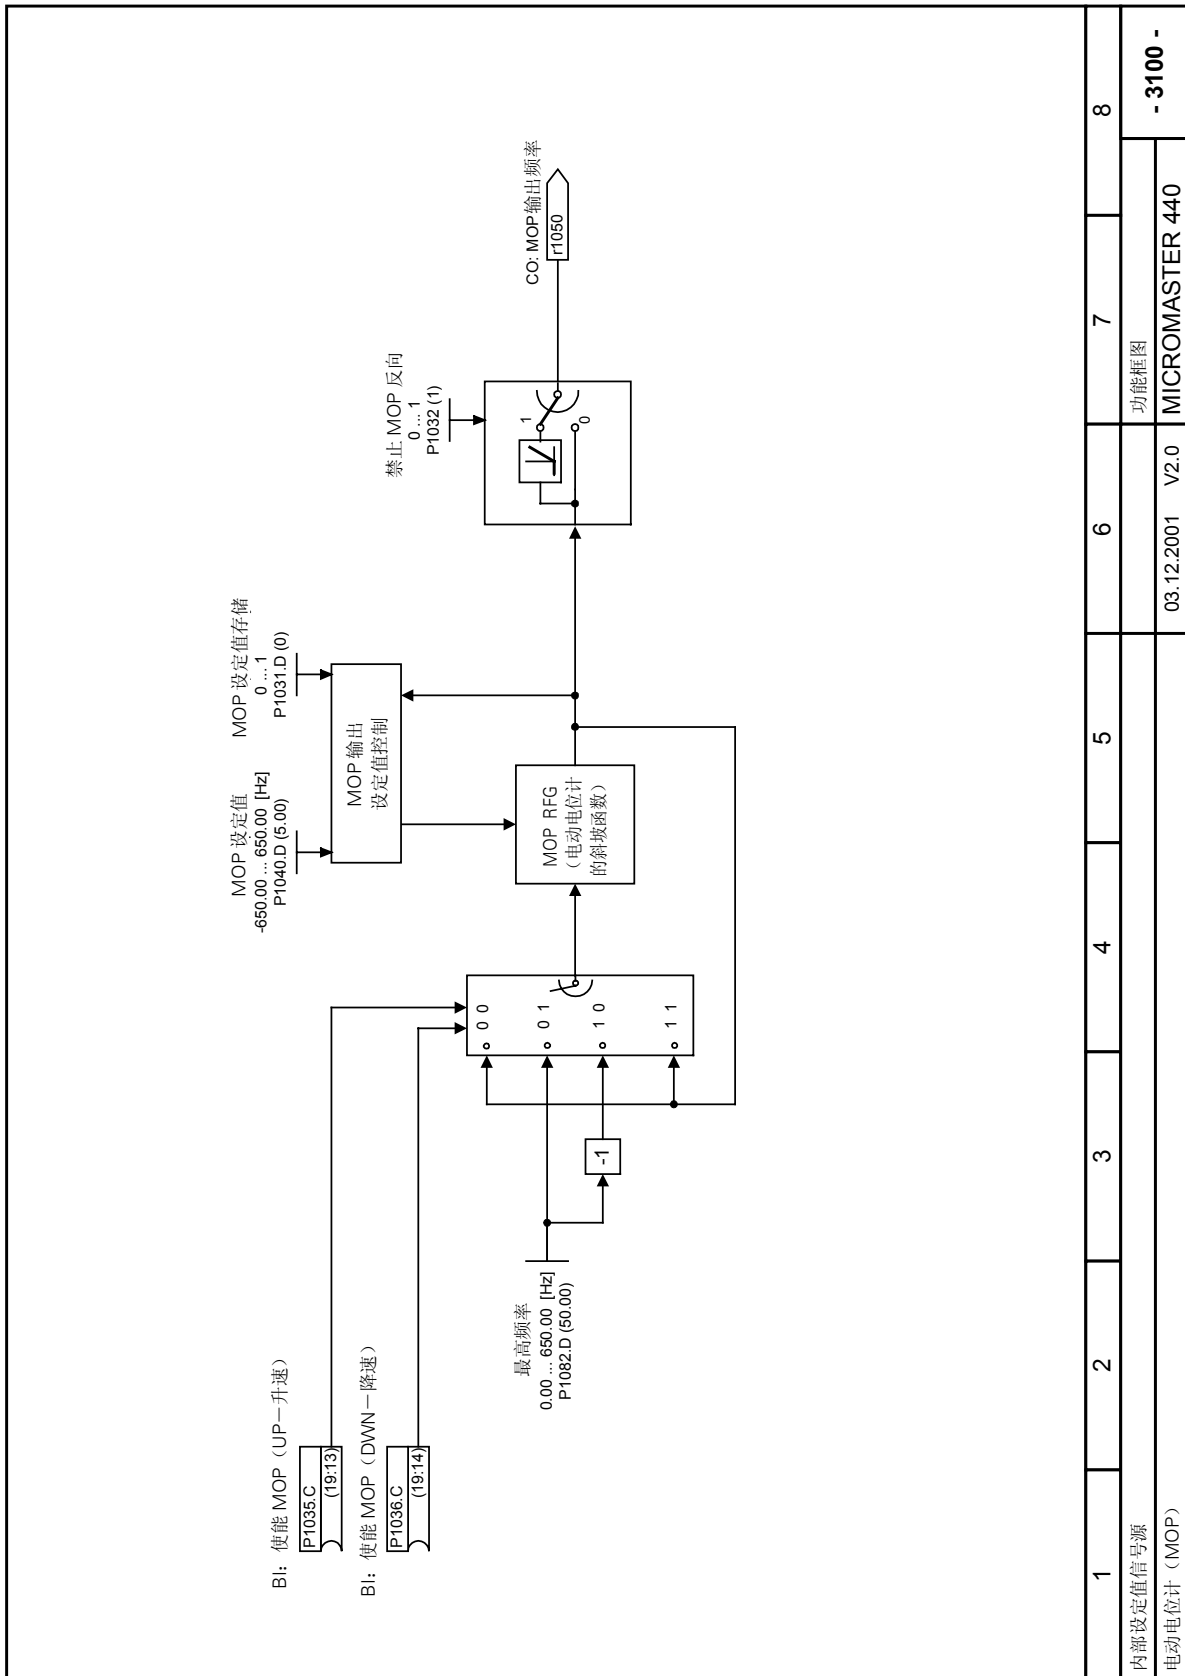 BI: 使能 MOP（UP－升速）
P1035.C
(19:13)
BI: 使能 MOP（DWN－降速）
P1036.C
(19:14)
最高频率
0.00 ... 650.00 [Hz]
P1082.D (50.00)
-1
0 0
0 1
1 0
1 1
MOP 设定值
-650.00 ... 650.00 [Hz]
P1040.D (5.00)
MOP 设定值存储
0 ... 1
P1031.D (0)
MOP 输出
设定值控制
MOP RFG
（电动电位计
的斜坡函数）
禁止 MOP 反向
0 ... 1
P1032 (1)
1
0
CO: MOP输出频率
r1050
1
2
3
4
5
6
7
8
内部设定值信号源
功能框图
- 3100 -
电动电位计（MOP）
03.12.2001
V2.0
MICROMASTER 440